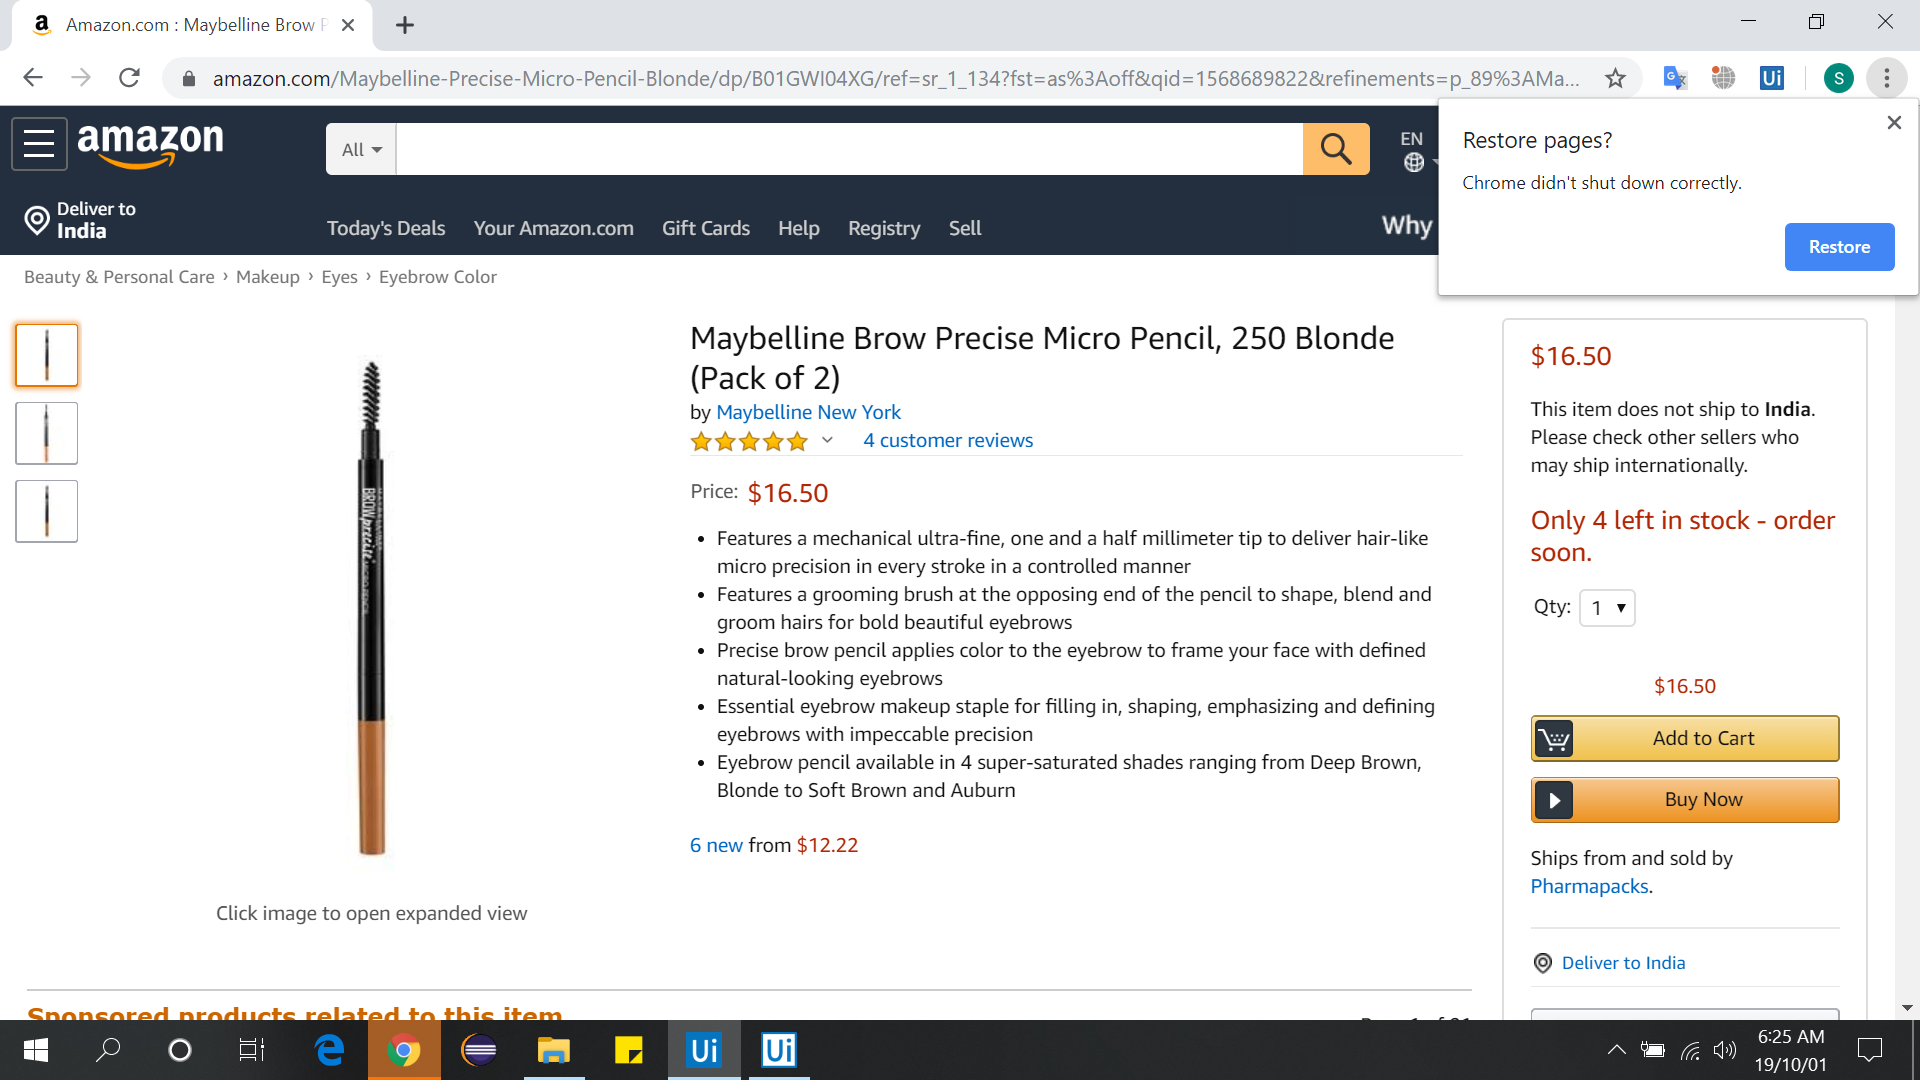 Amazon.com : Maybelline Brow P
amazon.com/Maybelline-Precise-Micro-Pencil-Blonde/dp/B01GWI04XG/ref=sr_1_134?fst=as%3Aoff&qid=1568689822&refinements=p_89%3AMa...
S
Restore pages?
Chrome didn't shut down correctly.
Restore
amazon
All
EN
Deliver to
India
Today's Deals
Your Amazon.com
Gift Cards
Help
Registry
Sell
Why
Beauty & Personal Care › Makeup › Eyes › Eyebrow Color
BROW precise MICRO PENCIL
Click image to open expanded view
Maybelline Brow Precise Micro Pencil, 250 Blonde
(Pack of 2)
by Maybelline New York
4 customer reviews
Price: $16.50
• Features a mechanical ultra-fine, one and a half millimeter tip to deliver hair-like
micro precision in every stroke in a controlled manner
• Features a grooming brush at the opposing end of the pencil to shape, blend and
groom hairs for bold beautiful eyebrows
• Precise brow pencil applies color to the eyebrow to frame your face with defined
natural-looking eyebrows
• Essential eyebrow makeup staple for filling in, shaping, emphasizing and defining
eyebrows with impeccable precision
• Eyebrow pencil available in 4 super-saturated shades ranging from Deep Brown,
Blonde to Soft Brown and Auburn
6 new from $12.22
$16.50
This item does not ship to India.
Please check other sellers who
may ship internationally.
Only 4 left in stock - order
soon.
Qty: 1
$16.50
Add to Cart
Buy Now
Ships from and sold by
Pharmapacks.
Deliver to India
Sponsored products related to this item
Ui
Ui
Ui
6:25 AM
19/10/01